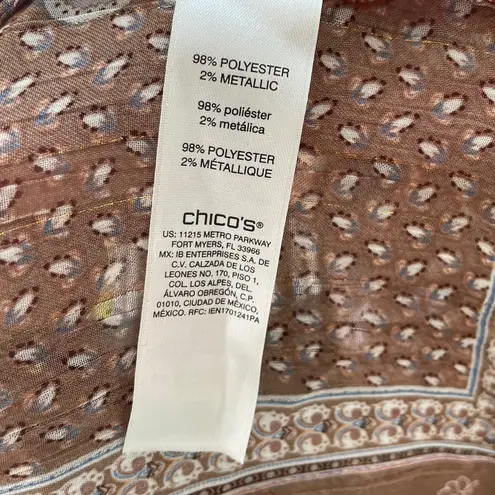 98% POLYESTER
2% METALLIC
98% poliéster
2% metálica
98% POLYESTER
2% MÉTALLIQUE
chico's®
US: 11215 METRO PARKWAY
FORT MYERS, FL 33966
MX: IB ENTERPRISES S.A. DE
C.V. CALZADA DE LOS
LEONES NO. 170, PISO 1,
COL. LOS ALPES, DEL.
ÁLVARO OBREGÓN, C.P.
01010, CIUDAD DE MÉXICO,
MÉXICO. RFC: IEN1701241PA